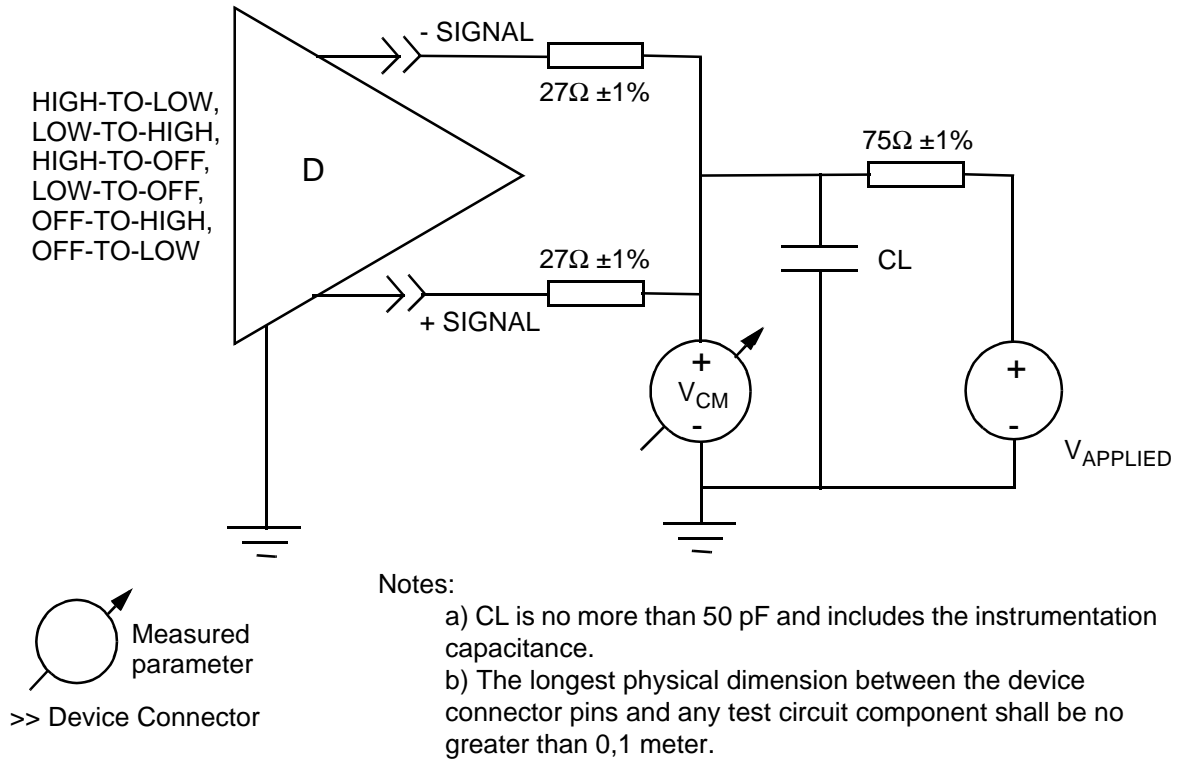 - SIGNAL
27Ω ±1%
HIGH-TO-LOW,
LOW-TO-HIGH,
HIGH-TO-OFF,
LOW-TO-OFF,
OFF-TO-HIGH,
OFF-TO-LOW
D
75Ω ±1%
27Ω ±1%
CL
+ SIGNAL
+
VCM
-
+
-
VAPPLIED
Measured
parameter
>> Device Connector
Notes:
a) CL is no more than 50 pF and includes the instrumentation
capacitance.
b) The longest physical dimension between the device
connector pins and any test circuit component shall be no
greater than 0,1 meter.